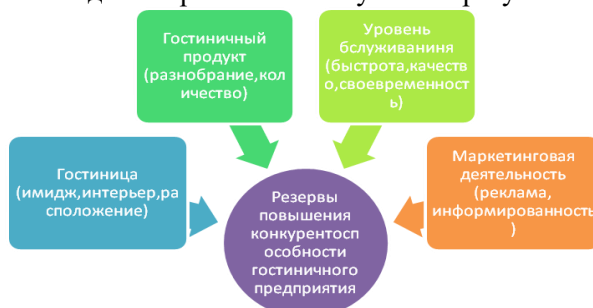 Гостиничный
продукт
(разнобрание,кол
ичество)
Уровень
бслуживаниня
(быстрота,качеств
о,своевременност
ь)
Гостиница
(имидж,интерьер,ра
сположение)
Маркетинговая
деятельность
(реклама,
информированность
)
Резервы
повышения
конкурентосп
особности
гостиничного
предприятия